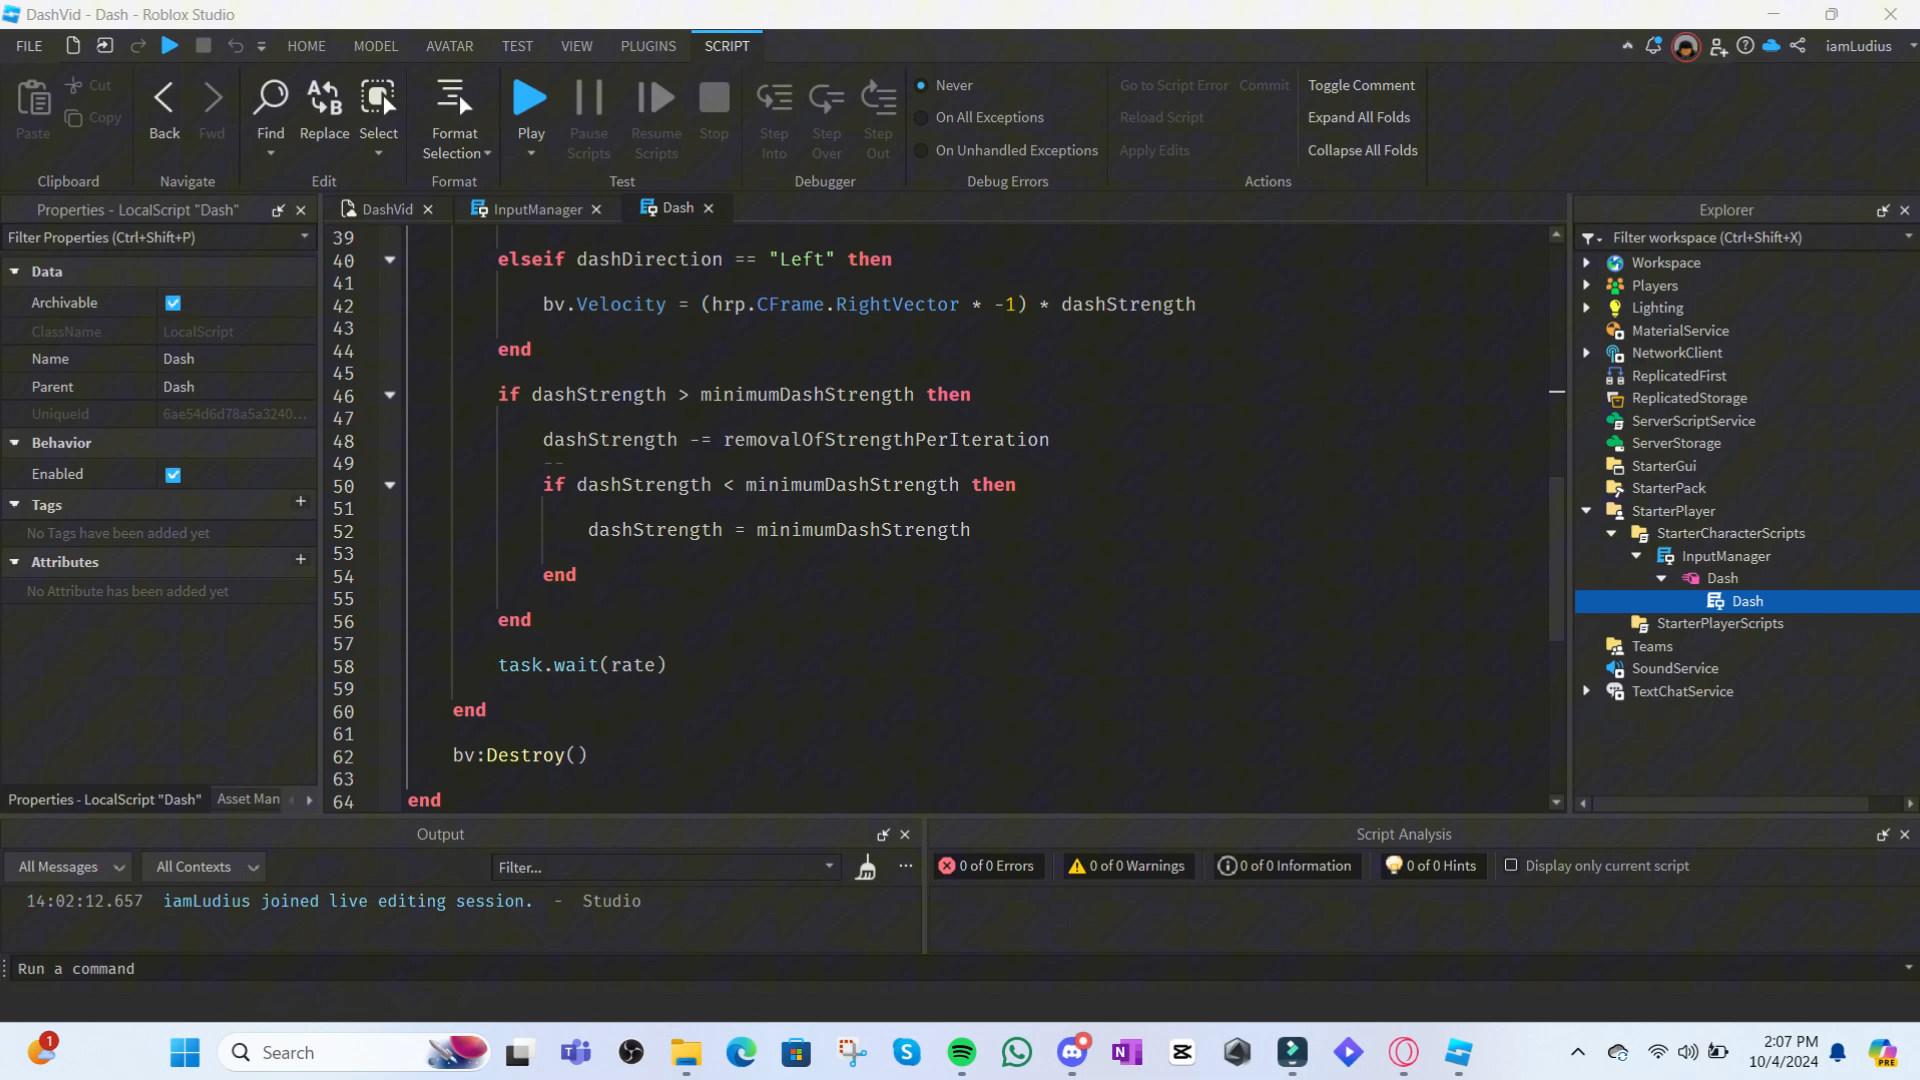 DashVid - Dash - Roblox Studio
FILE HOME MODEL AVATAR TEST VIEW PLUGINS SCRIPT iamLudius
Paste Cut Copy Back Fwd Find Replace Select Format Selection Play Pause Scripts Resume Scripts Stop Step Into Step Over Step Out
Never Go to Script Error Commit Toggle Comment
On All Exceptions Reload Script Expand All Folds
On Unhandled Exceptions Apply Edits Collapse All Folds
Clipboard Navigate Edit Format Test Debugger Debug Errors Actions
Properties - LocalScript "Dash"
Filter Properties (Ctrl+Shift+P)
Data
Archivable
ClassName LocalScript
Name Dash
Parent Dash
UniqueId 6ae54d6d78a5a3240...
Behavior
Enabled
Tags
No Tags have been added yet
Attributes
No Attribute has been added yet
Properties - LocalScript "Dash" Asset Man
DashVid InputManager Dash
39
40 elseif dashDirection == "Left" then
41
42 bv.Velocity = (hrp.CFrame.RightVector * -1) * dashStrength
43
44 end
45
46 if dashStrength > minimumDashStrength then
47
48 dashStrength -= removalOfStrengthPerIteration
49
50 if dashStrength < minimumDashStrength then
51
52 dashStrength = minimumDashStrength
53
54 end
55
56 end
57
58 task.wait(rate)
59
60 end
61
62 bv:Destroy()
63
64 end
Explorer
Filter workspace (Ctrl+Shift+X)
Workspace
Players
Lighting
MaterialService
NetworkClient
ReplicatedFirst
ReplicatedStorage
ServerScriptService
ServerStorage
StarterGui
StarterPack
StarterPlayer
StarterCharacterScripts
InputManager
Dash
Dash
StarterPlayerScripts
Teams
SoundService
TextChatService
Output
All Messages All Contexts Filter...
14:02:12.657 iamLudius joined live editing session. - Studio
Script Analysis
0 of 0 Errors 0 of 0 Warnings 0 of 0 Information 0 of 0 Hints Display only current script
Run a command
1 Search 2:07 PM
10/4/2024 PRE